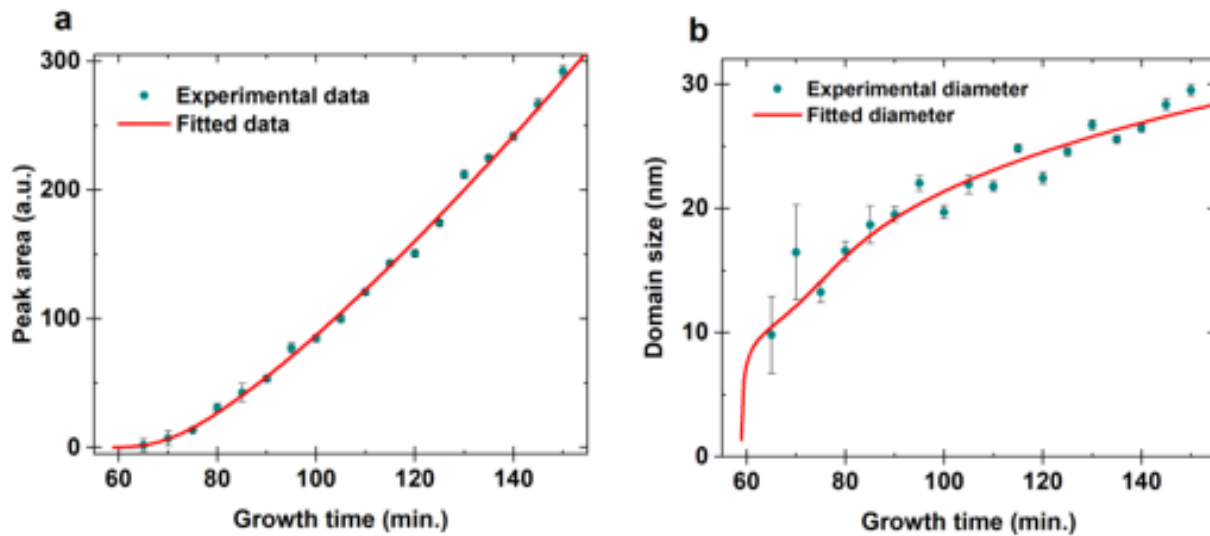 a
Experimental data
Fitted data
Peak area (a.u.)
300
200
100
0
60 80 100 120 140
Growth time (min.)
b
Experimental diameter
Fitted diameter
Domain size (nm)
30
20
10
0
60 80 100 120 140
Growth time (min.)